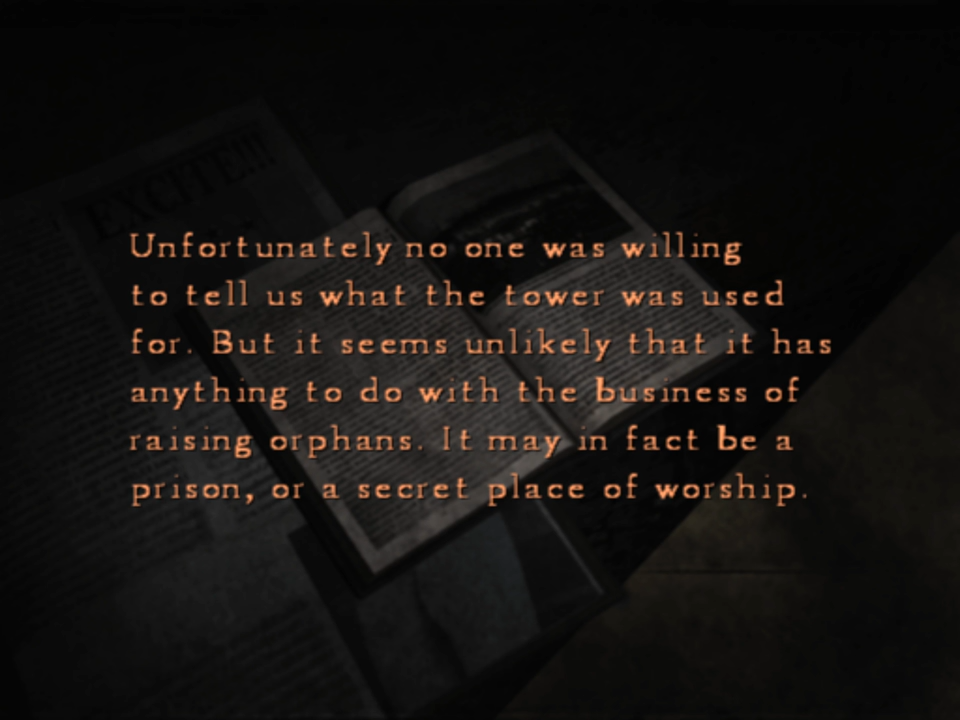 EXCITE!!!
Unfortunately no one was willing
to tell us what the tower was used
for. But it seems unlikely that it has
anything to do with the business of
raising orphans. It may in fact be a
prison, or a secret place of worship.